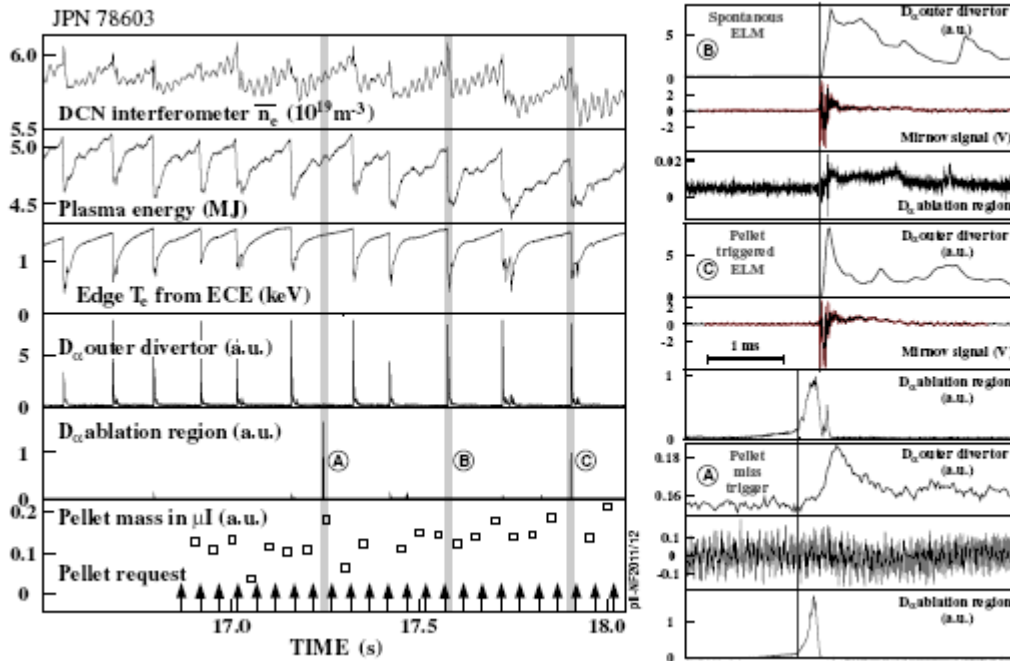 JPN 78603
6.0
DCN interferometer n̅e (10¹⁹m⁻³)
5.5
5.0
Plasma energy (MJ)
4.5
1
Edge Te from ECE (keV)
0
Dα outer divertor (a.u.)
5
0
Dα ablation region (a.u.)
1
A
B
C
0
0.2
Pellet mass in μI (a.u.)
0.1
Pellet request
0
17.0
17.5
18.0
TIME (s)
pll-NF2011/12
Spontanous
ELM
B
Dα outer divertor
(a.u.)
5
0
2
0
-2
Mirnov signal (V)
0.02
0
Dα ablation region
Pellet
triggered
ELM
C
Dα outer divertor
(a.u.)
5
0
2
0
-2
Mirnov signal (V)
1 ms
1
Dα ablation region
(a.u.)
0
0.18
Pellet
miss
trigger
A
Dα outer divertor
(a.u.)
0.16
0.1
0
-0.1
1
Dα ablation region
(a.u.)
0